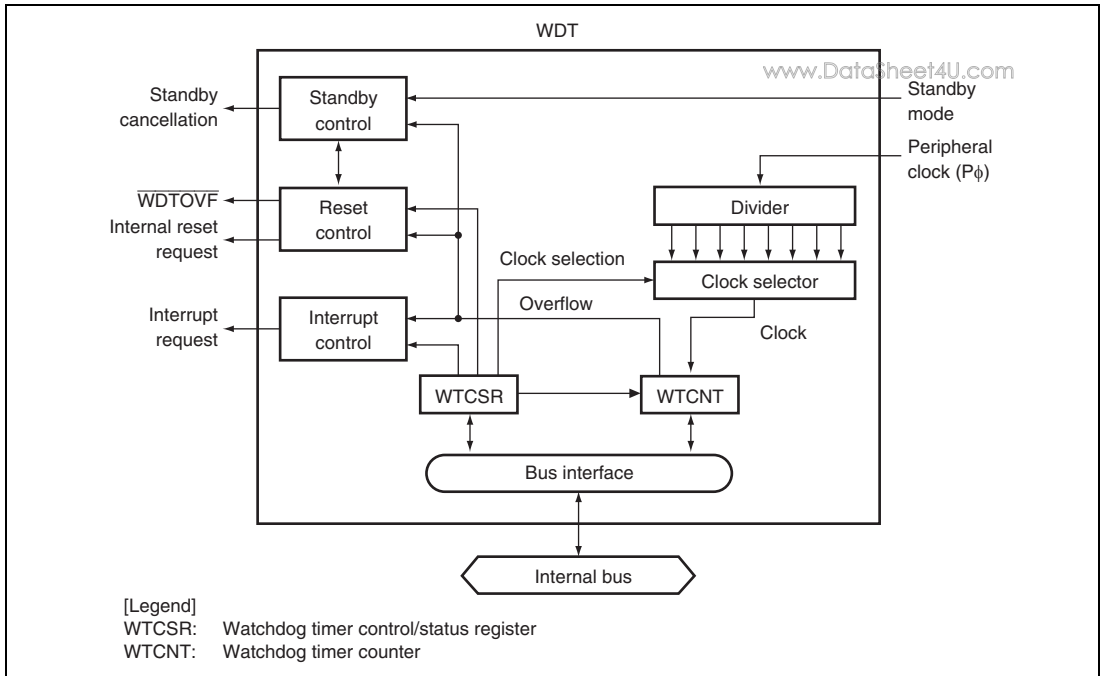 WDT
www.DataSheet4U.com
Standby
cancellation
Standby
control
Standby
mode
Peripheral
clock (Pφ)
WDTOVF
Internal reset
request
Reset
control
Divider
Clock selection
Clock selector
Overflow
Interrupt
request
Interrupt
control
Clock
WTCSR
WTCNT
Bus interface
Internal bus
[Legend]
WTCSR: Watchdog timer control/status register
WTCNT: Watchdog timer counter